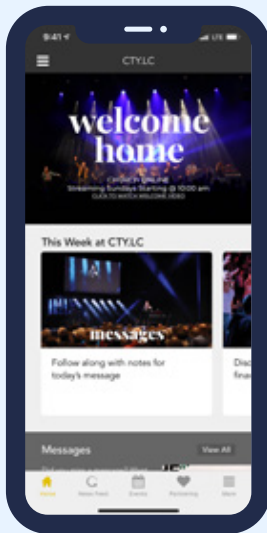 9:41
LTE
CTY.LC
welcome
home
CHURCH ONLINE
Streaming Sundays Starting @ 10:00 am
CLICK TO WATCH WELCOME VIDEO
This Week at CTY.LC
messages
Follow along with notes for
today's message
Disc
finan
Messages
View All
Home
News Feed
Events
Partnering
More